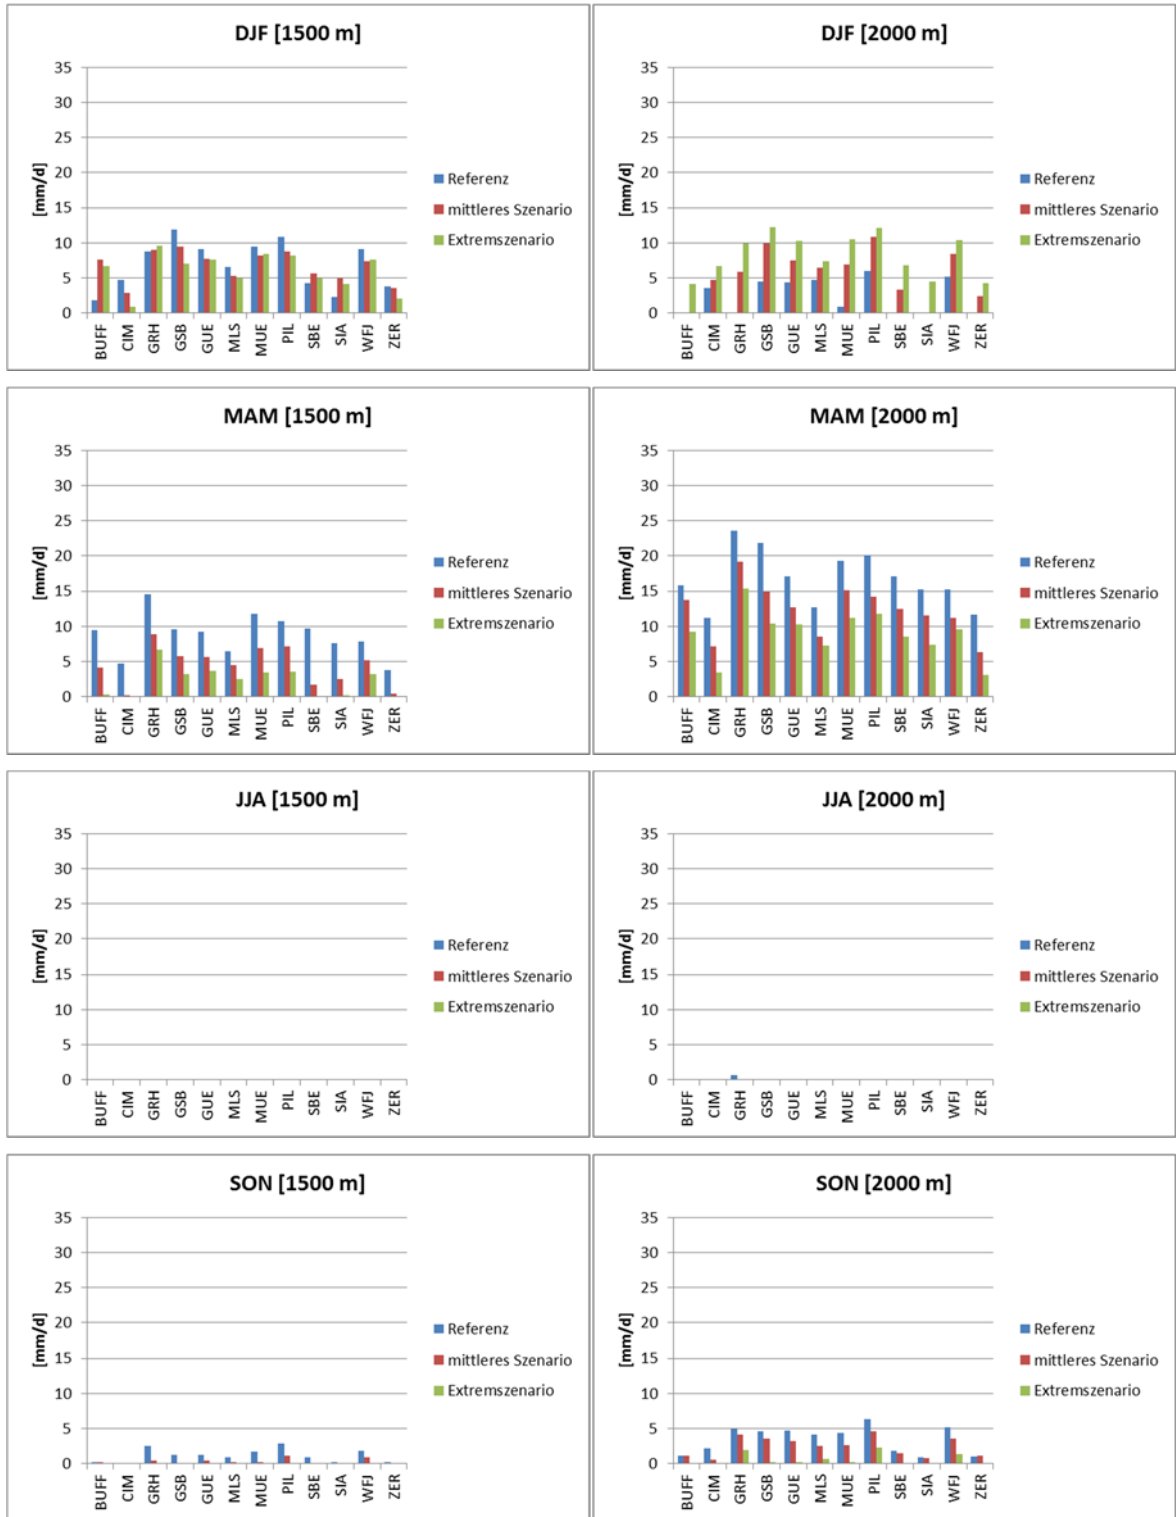 DJF [1500 m]
35
30
25
20
15
10
5
0
[mm/d]
BUFF
CIM
GRH
GSB
GUE
MLS
MUE
PIL
SBE
SIA
WFJ
ZER
Referenz
mittleres Szenario
Extremszenario
DJF [2000 m]
35
30
25
20
15
10
5
0
[mm/d]
BUFF
CIM
GRH
GSB
GUE
MLS
MUE
PIL
SBE
SIA
WFJ
ZER
Referenz
mittleres Szenario
Extremszenario
MAM [1500 m]
35
30
25
20
15
10
5
0
[mm/d]
BUFF
CIM
GRH
GSB
GUE
MLS
MUE
PIL
SBE
SIA
WFJ
ZER
Referenz
mittleres Szenario
Extremszenario
MAM [2000 m]
35
30
25
20
15
10
5
0
[mm/d]
BUFF
CIM
GRH
GSB
GUE
MLS
MUE
PIL
SBE
SIA
WFJ
ZER
Referenz
mittleres Szenario
Extremszenario
JJA [1500 m]
35
30
25
20
15
10
5
0
[mm/d]
BUFF
CIM
GRH
GSB
GUE
MLS
MUE
PIL
SBE
SIA
WFJ
ZER
Referenz
mittleres Szenario
Extremszenario
JJA [2000 m]
35
30
25
20
15
10
5
0
[mm/d]
BUFF
CIM
GRH
GSB
GUE
MLS
MUE
PIL
SBE
SIA
WFJ
ZER
Referenz
mittleres Szenario
Extremszenario
SON [1500 m]
35
30
25
20
15
10
5
0
[mm/d]
BUFF
CIM
GRH
GSB
GUE
MLS
MUE
PIL
SBE
SIA
WFJ
ZER
Referenz
mittleres Szenario
Extremszenario
SON [2000 m]
35
30
25
20
15
10
5
0
[mm/d]
BUFF
CIM
GRH
GSB
GUE
MLS
MUE
PIL
SBE
SIA
WFJ
ZER
Referenz
mittleres Szenario
Extremszenario